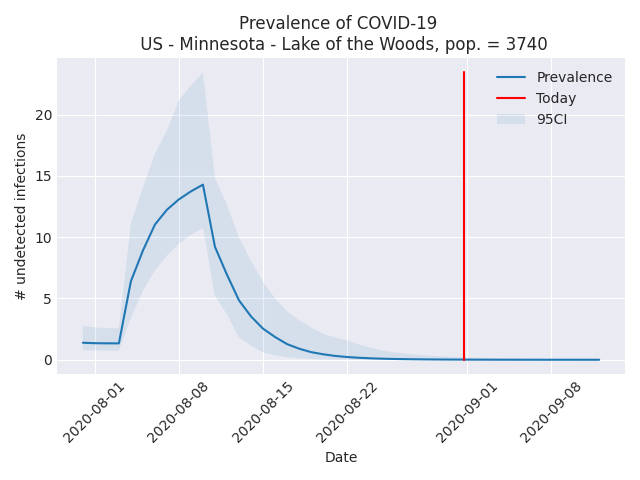 Prevalence of COVID-19
US - Minnesota - Lake of the Woods, pop. = 3740
Prevalence
Today
95CI
# undetected infections
20
15
10
5
0
2020-08-01
2020-08-08
2020-08-15
2020-08-22
2020-09-01
2020-09-08
Date